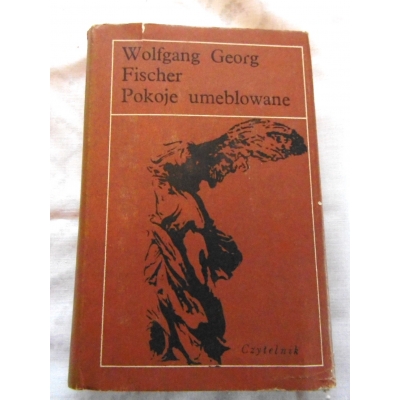 Wolfgang Georg
Fischer
Pokoje umeblowane
Czytelnik